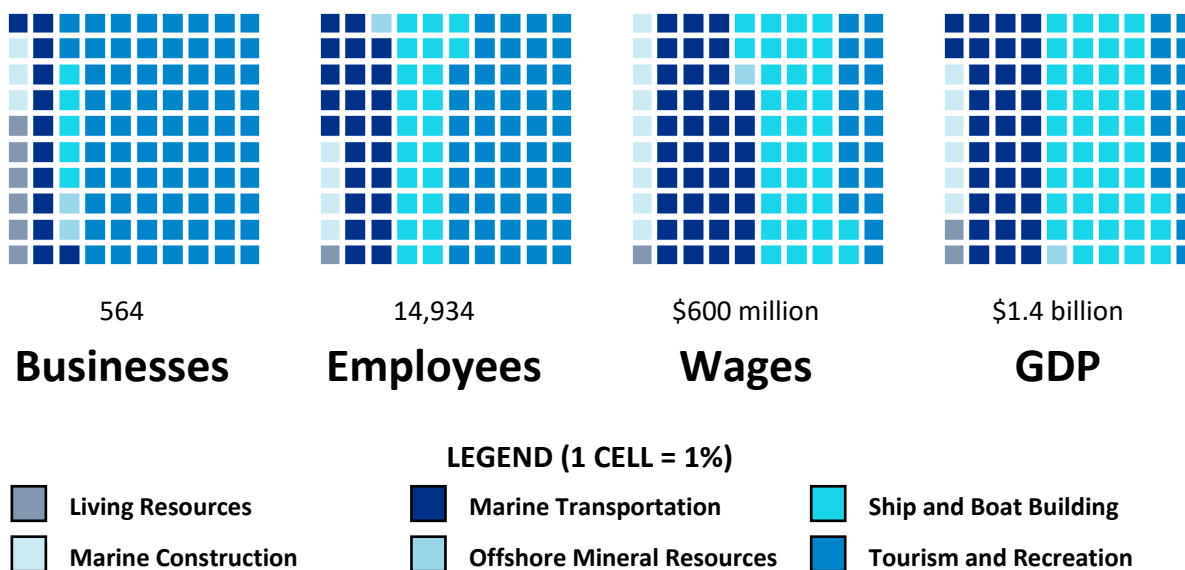 564
14,934
$600 million
$1.4 billion
Businesses
Employees
Wages
GDP
LEGEND (1 CELL = 1%)
Living Resources
Marine Transportation
Ship and Boat Building
Marine Construction
Offshore Mineral Resources
Tourism and Recreation